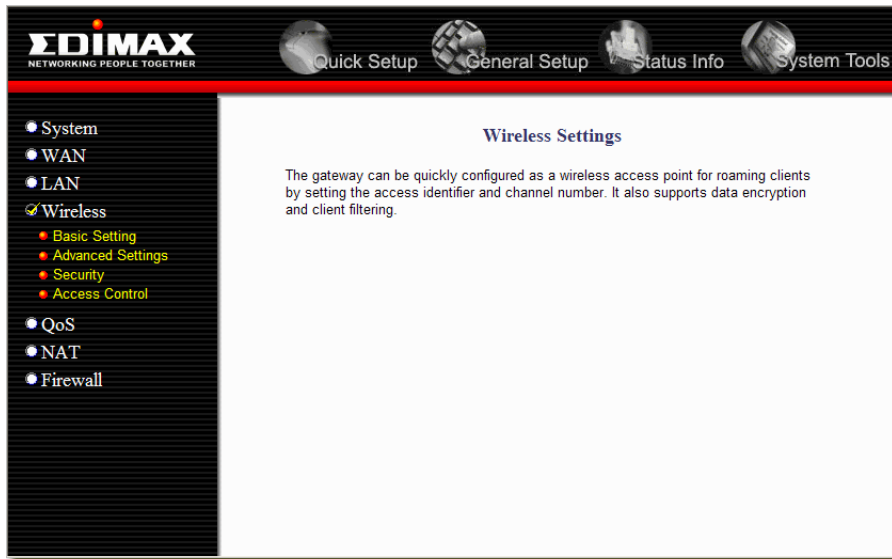 EDIMAX
NETWORKING PEOPLE TOGETHER
Quick Setup
General Setup
Status Info
System Tools
System
WAN
LAN
Wireless
Basic Setting
Advanced Settings
Security
Access Control
QoS
NAT
Firewall
Wireless Settings
The gateway can be quickly configured as a wireless access point for roaming clients
by setting the access identifier and channel number. It also supports data encryption
and client filtering.